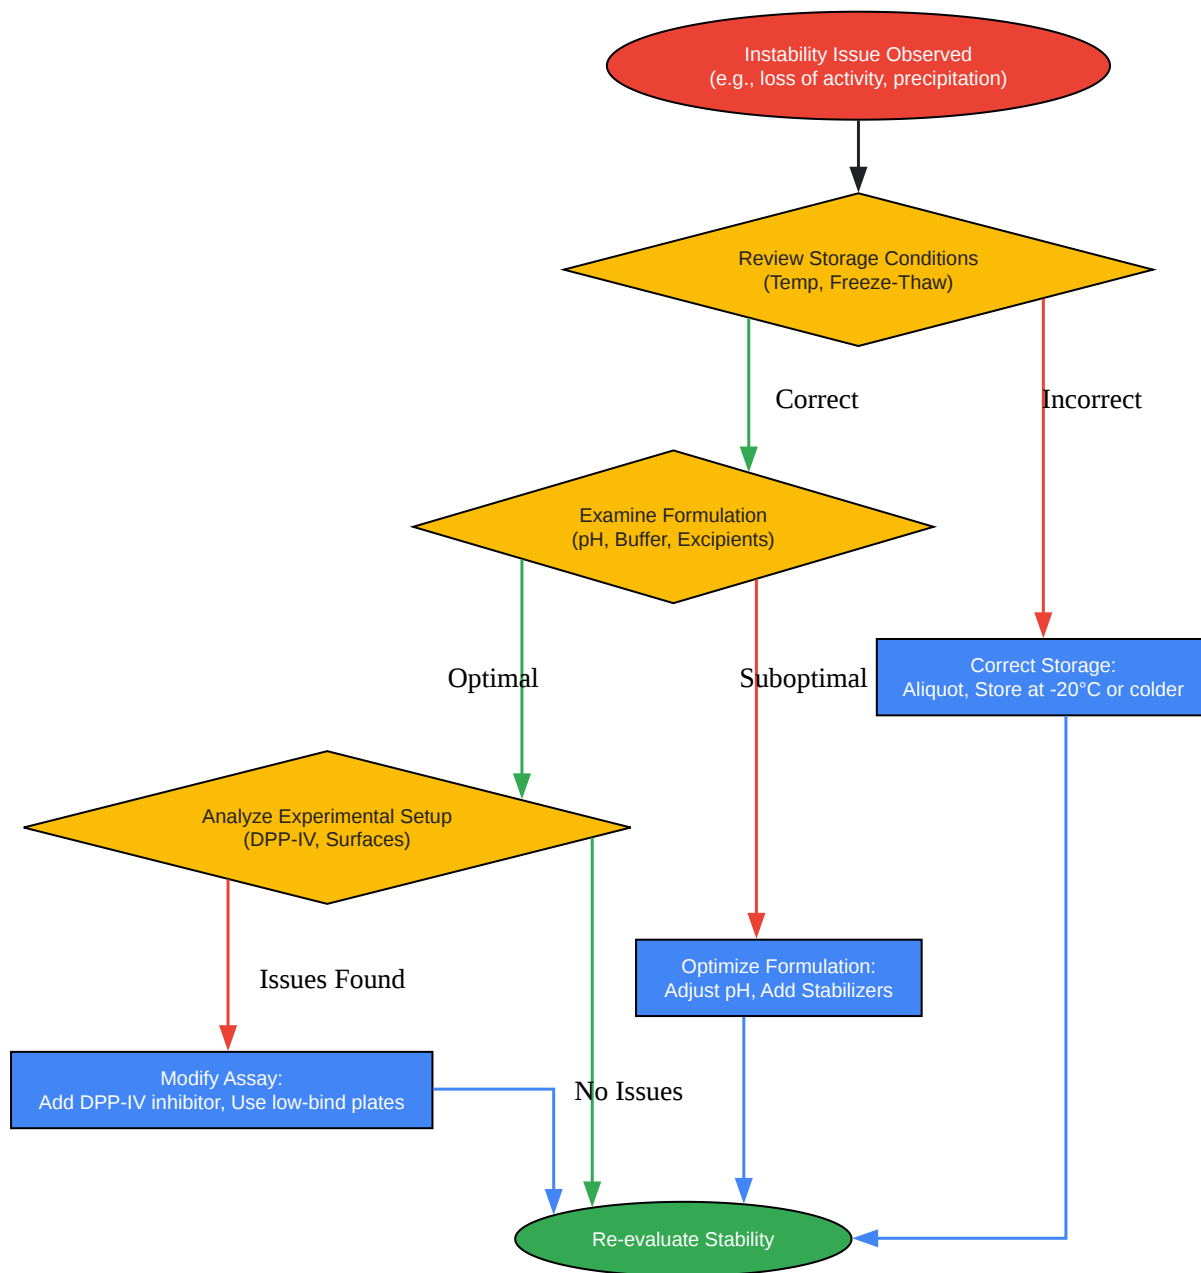 Instability Issue Observed
(e.g., loss of activity, precipitation)
Review Storage Conditions
(Temp, Freeze-Thaw)
Correct
Incorrect
Examine Formulation
(pH, Buffer, Excipients)
Optimal
Suboptimal
Correct Storage:
Aliquot, Store at -20°C or colder
Analyze Experimental Setup
(DPP-IV, Surfaces)
Issues Found
Optimize Formulation:
Adjust pH, Add Stabilizers
Modify Assay:
Add DPP-IV inhibitor, Use low-bind plates
No Issues
Re-evaluate Stability